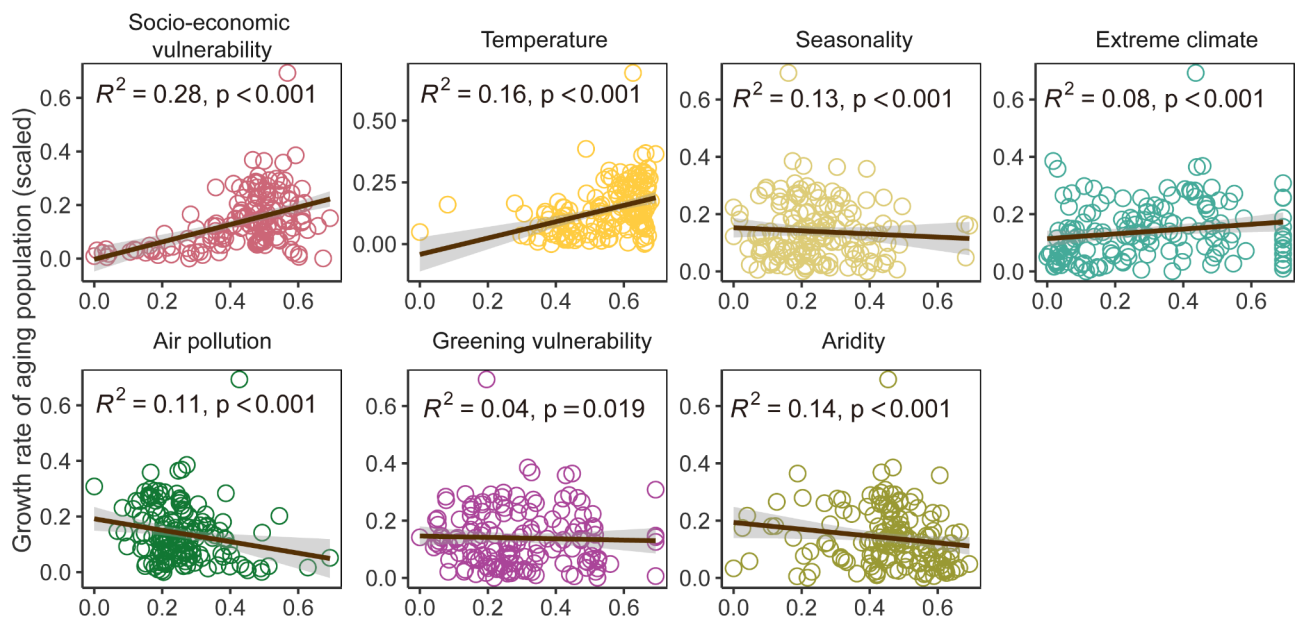 Growth rate of aging population (scaled)
Socio-economic
vulnerability
R² = 0.28, p < 0.001
0.6
0.4
0.2
0.0
0.0 0.2 0.4 0.6
Temperature
R² = 0.16, p < 0.001
0.50
0.25
0.00
0.0 0.2 0.4 0.6
Seasonality
R² = 0.13, p < 0.001
0.6
0.4
0.2
0.0
0.0 0.2 0.4 0.6
Extreme climate
R² = 0.08, p < 0.001
0.6
0.4
0.2
0.0
0.0 0.2 0.4 0.6
Air pollution
R² = 0.11, p < 0.001
0.6
0.4
0.2
0.0
0.0 0.2 0.4 0.6
Greening vulnerability
R² = 0.04, p = 0.019
0.6
0.4
0.2
0.0
0.0 0.2 0.4 0.6
Aridity
R² = 0.14, p < 0.001
0.6
0.4
0.2
0.0
0.0 0.2 0.4 0.6